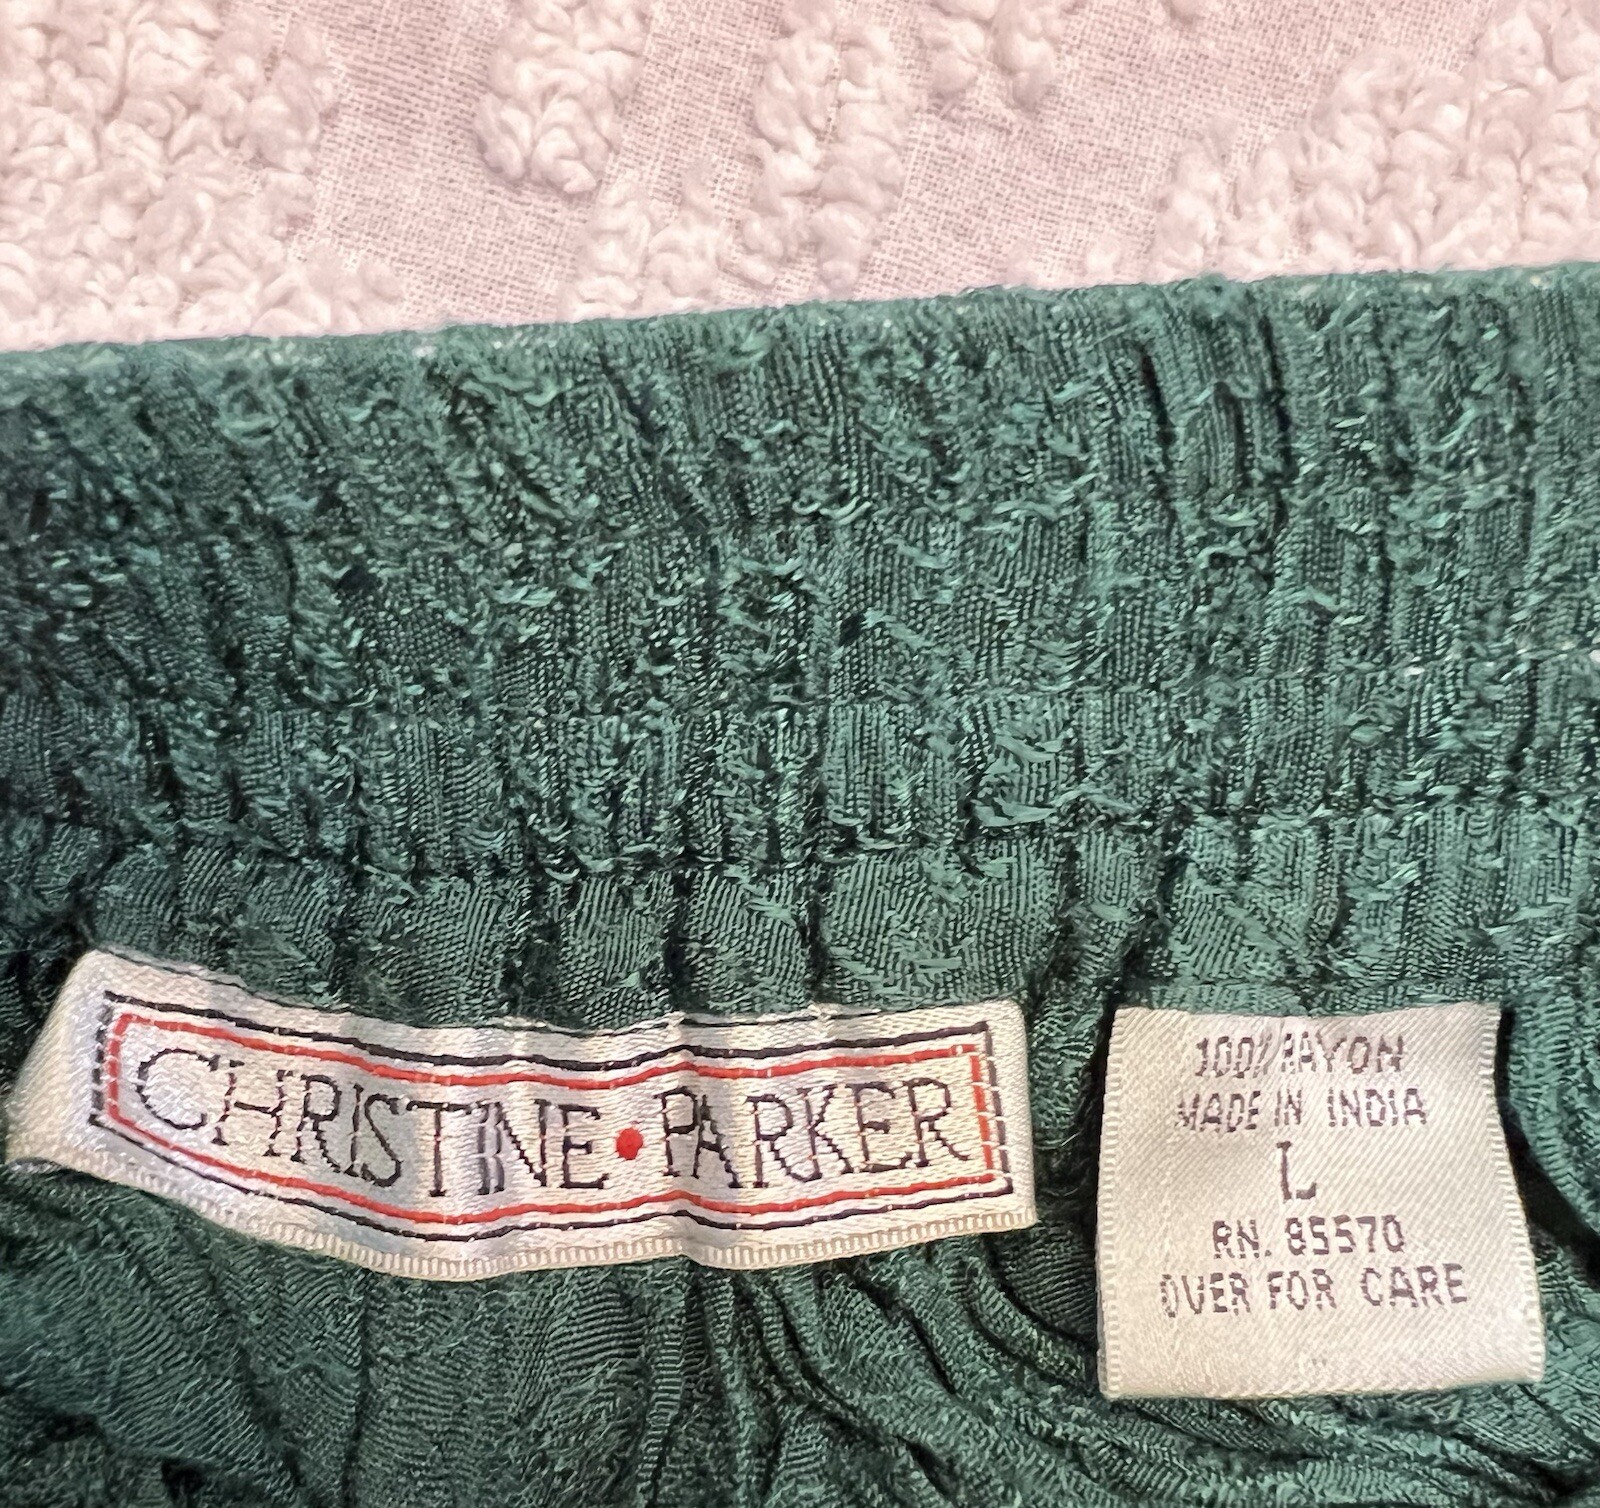 CHRISTINE • PARKER
100% RAYON
MADE IN INDIA
L
RN. 85570
OVER FOR CARE